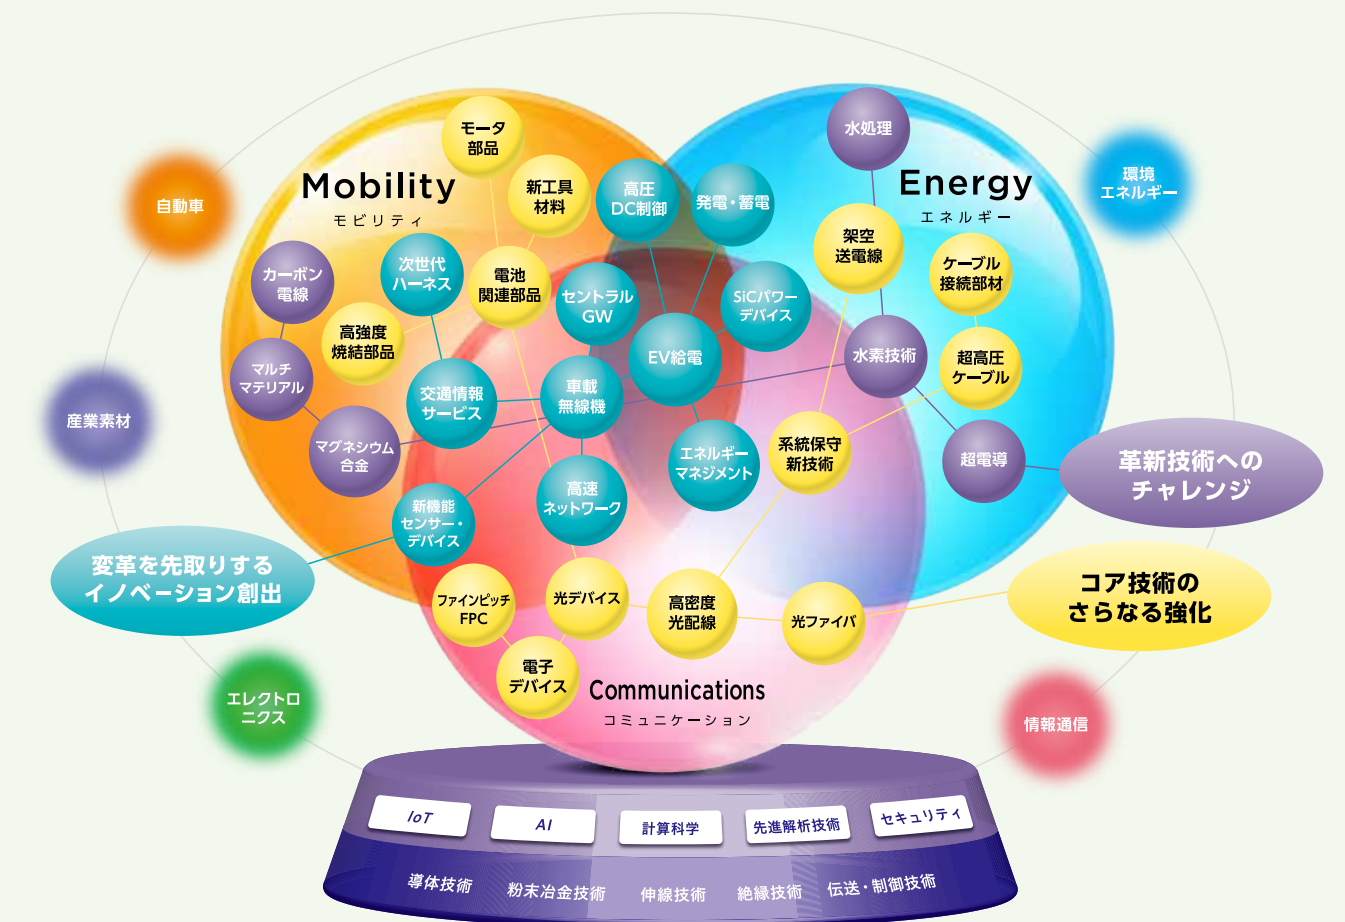 モータ
部品
水処理
Mobility
モビリティ
新工具
材料
高圧
DC制御
発電・蓄電
Energy
エネルギー
環境
エネルギー
自動車
カーボン
電線
次世代
ハーネス
電池
関連部品
セントラル
GW
SiCパワー
デバイス
架空
送電線
ケーブル
接続部材
高強度
焼結部品
EV給電
水素技術
超高圧
ケーブル
マルチ
マテリアル
交通情報
サービス
車載
無線機
産業素材
マグネシウム
合金
エネルギー
マネジメント
系統保守
新技術
超電導
革新技術への
チャレンジ
新機能
センサー・
デバイス
高速
ネットワーク
変革を先取りする
イノベーション創出
コア技術の
さらなる強化
ファインピッチ
FPC
光デバイス
高密度
光配線
光ファイバ
電子
デバイス
Communications
コミュニケーション
エレクトロ
ニクス
情報通信
IoT
AI
計算科学
先進解析技術
セキュリティ
導体技術
粉末冶金技術
伸線技術
絶縁技術
伝送・制御技術